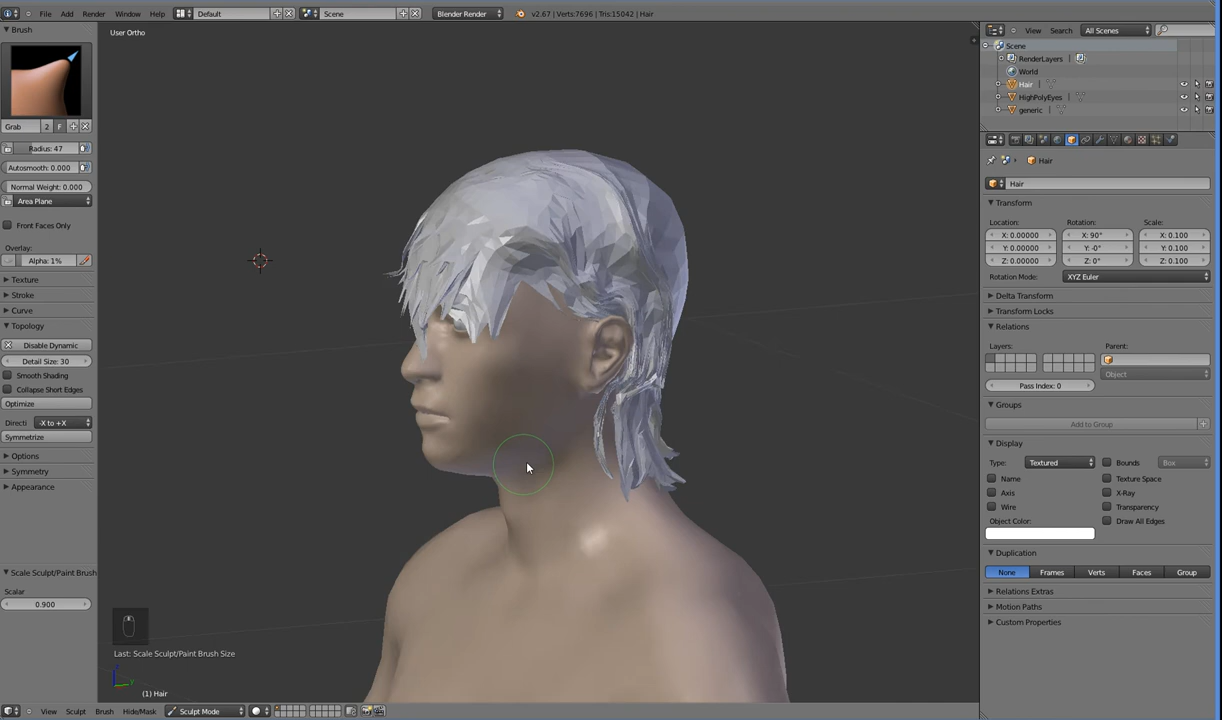 File Add Render Window Help Default Scene Blender Render v2.67 | Verts:7696 | Tris:15042 | Hair
Brush
User Ortho
View Search All Scenes
Scene
RenderLayers |
World
Hair |
HighPolyEyes |
generic |
Grab 2 F
Radius: 47
Autosmooth: 0.000
Normal Weight: 0.000
Area Plane
Front Faces Only
Overlay:
Alpha: 1%
Texture
Stroke
Curve
Topology
Disable Dynamic
Detail Size: 30
Smooth Shading
Collapse Short Edges
Optimize
Directi -X to +X
Symmetrize
Options
Symmetry
Appearance
Scale Sculpt/Paint Brush
Scalar
0.900
Last: Scale Sculpt/Paint Brush Size
(1) Hair
View Sculpt Brush Hide/Mask Sculpt Mode
Hair
Hair
Transform
Location: Rotation: Scale:
X: 0.00000 X: 90° X: 0.100
Y: 0.00000 Y: -0° Y: 0.100
Z: 0.00000 Z: 0° Z: 0.100
Rotation Mode: XYZ Euler
Delta Transform
Transform Locks
Relations
Layers: Parent:
Object
Pass Index: 0
Groups
Add to Group
Display
Type: Textured Bounds Box
Name Texture Space
Axis X-Ray
Wire Transparency
Object Color: Draw All Edges
Duplication
None Frames Verts Faces Group
Relations Extras
Motion Paths
Custom Properties